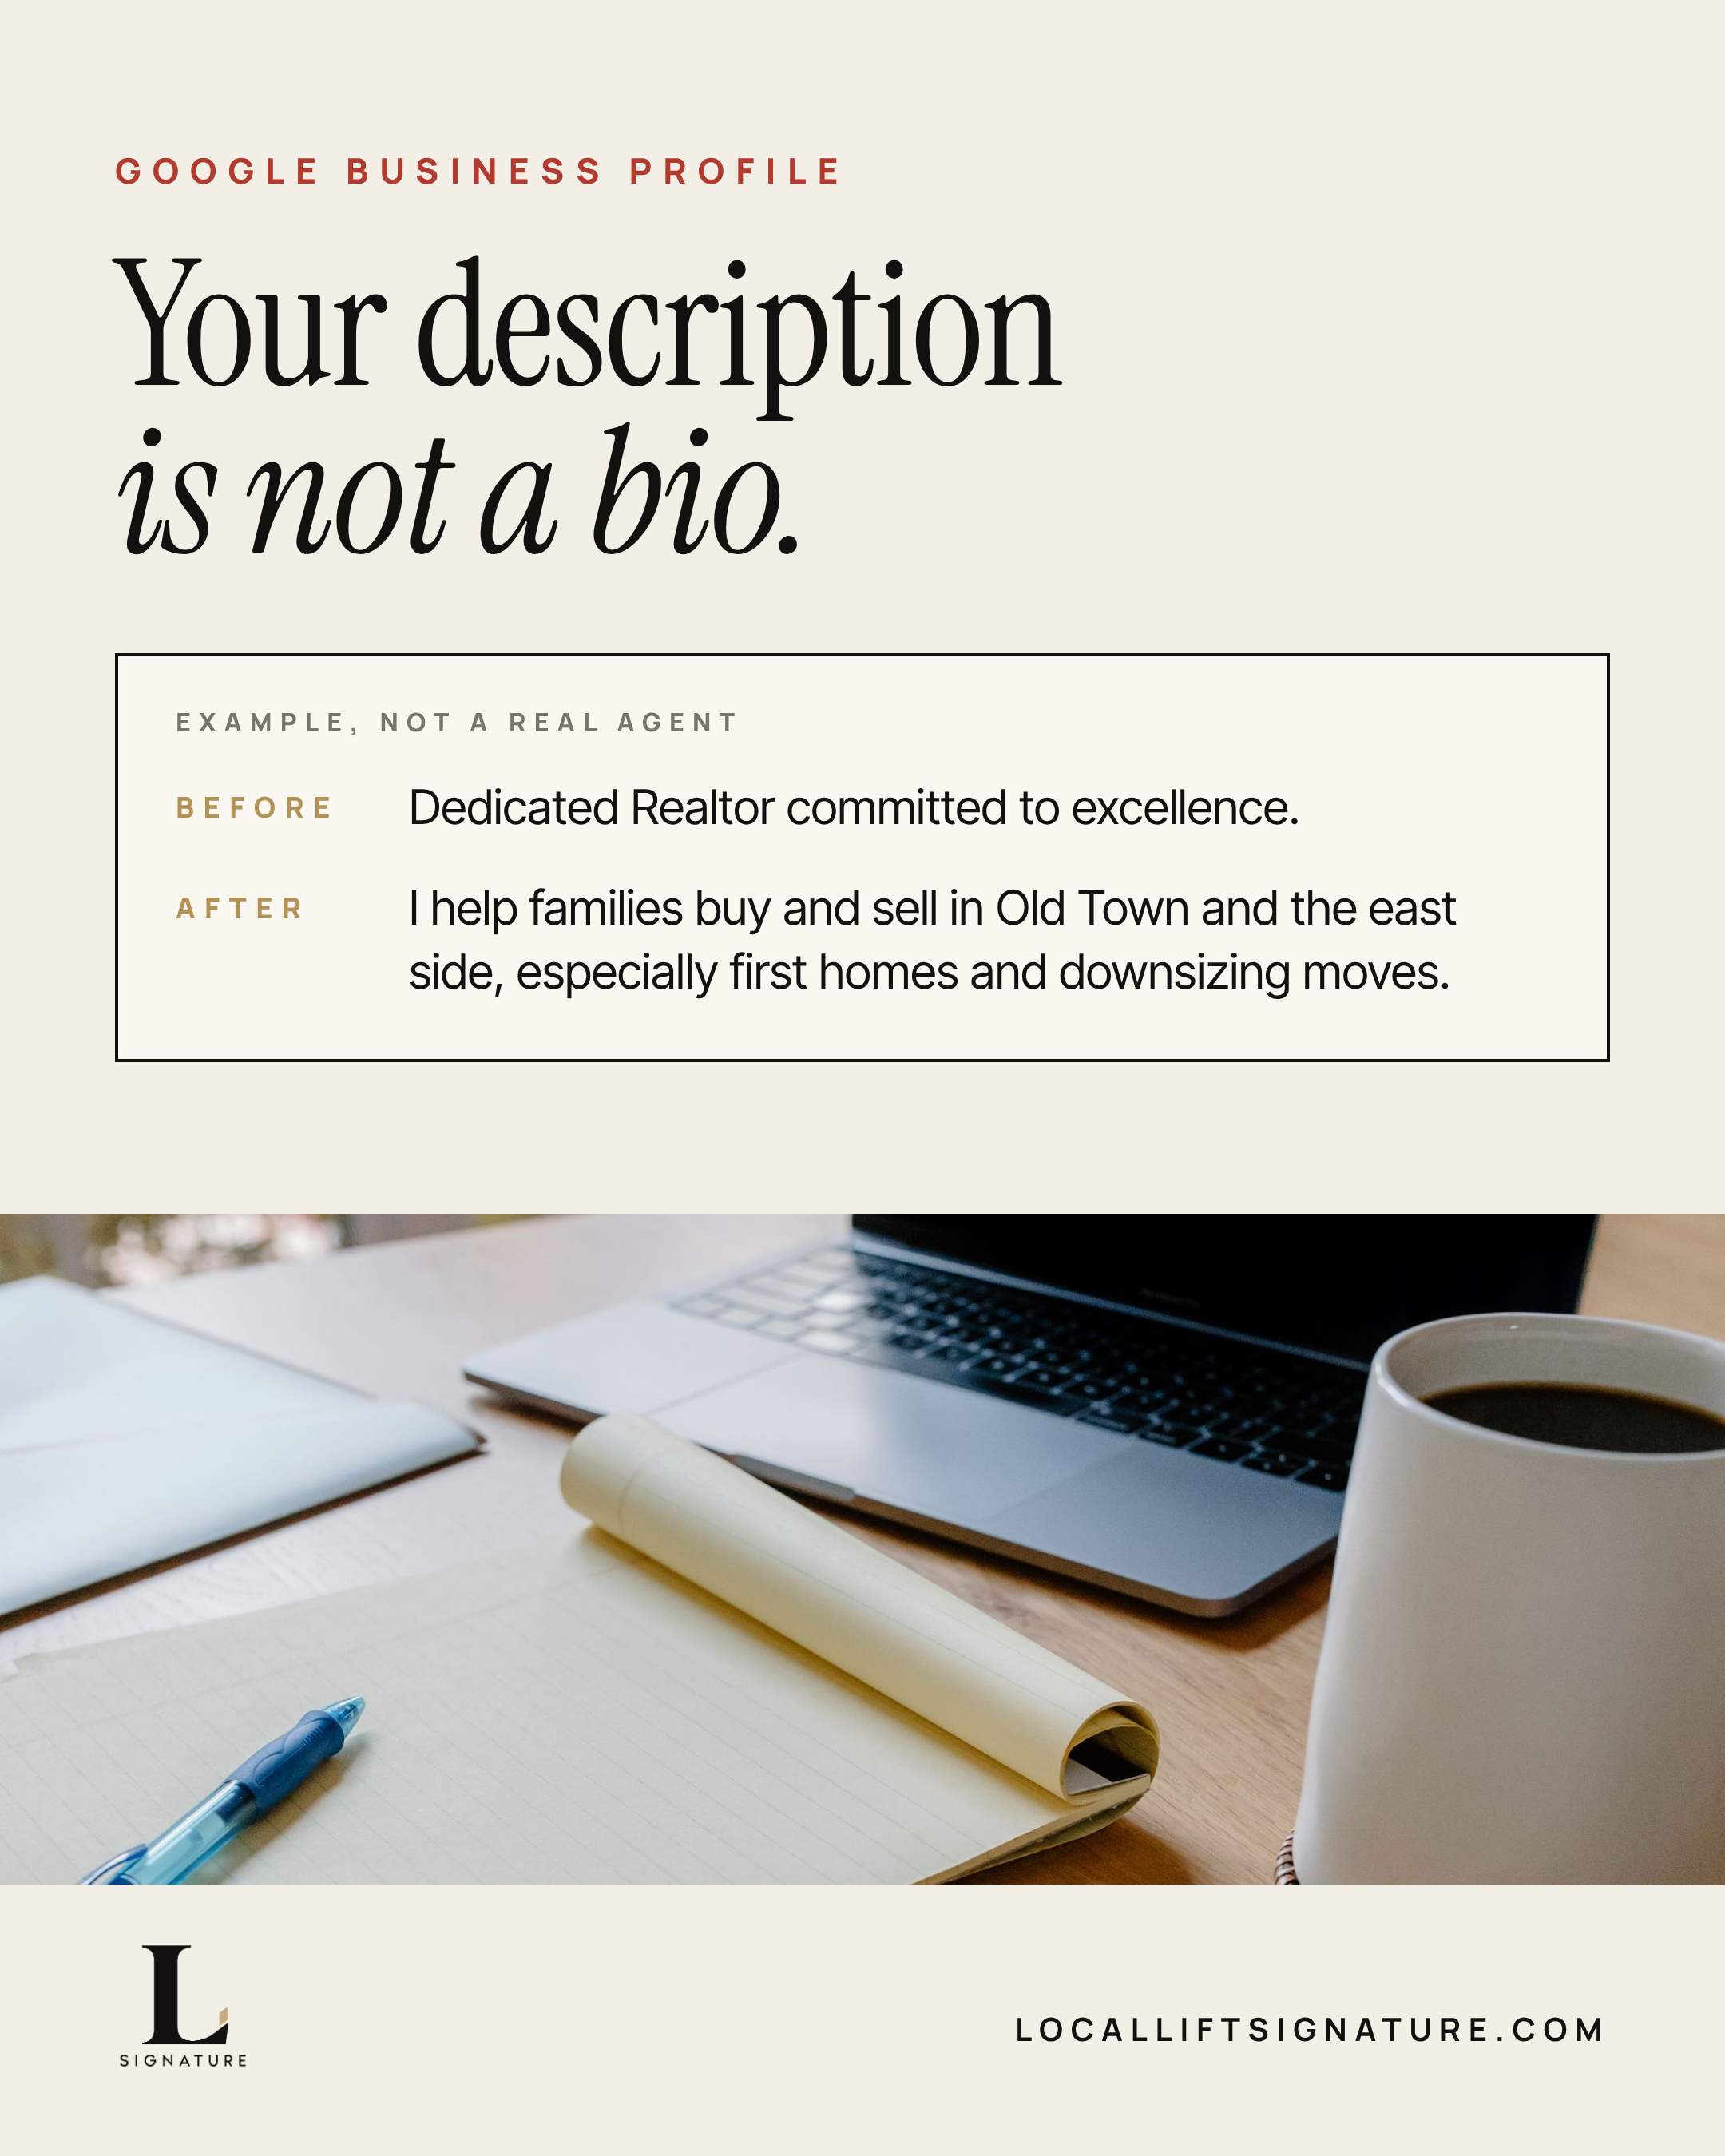 GOOGLE BUSINESS PROFILE
Your description
is not a bio.
EXAMPLE, NOT A REAL AGENT
BEFORE Dedicated Realtor committed to excellence.
AFTER I help families buy and sell in Old Town and the east
side, especially first homes and downsizing moves.
L
SIGNATURE
LOCALLIFTSIGNATURE.COM